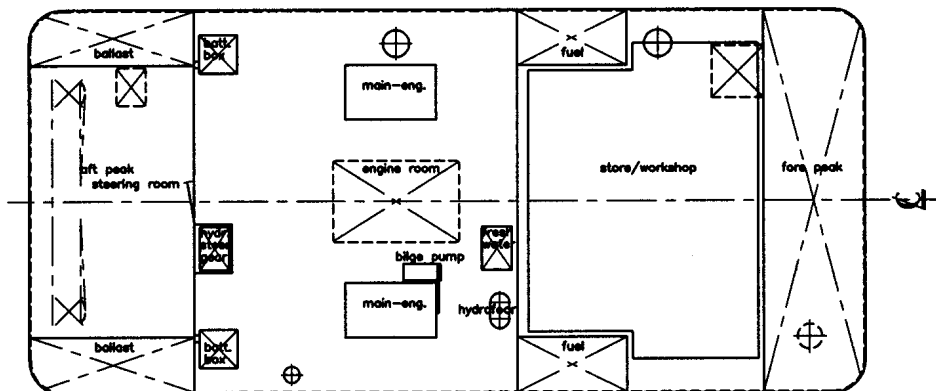 ballast
batt.
box
fuel
main-eng.
aft peak
steering room
engine room
store/workshop
fore peak
hydr.
steer
gear
fresh
water
bilge pump
main-eng.
hydrofoor
ballast
batt.
box
fuel